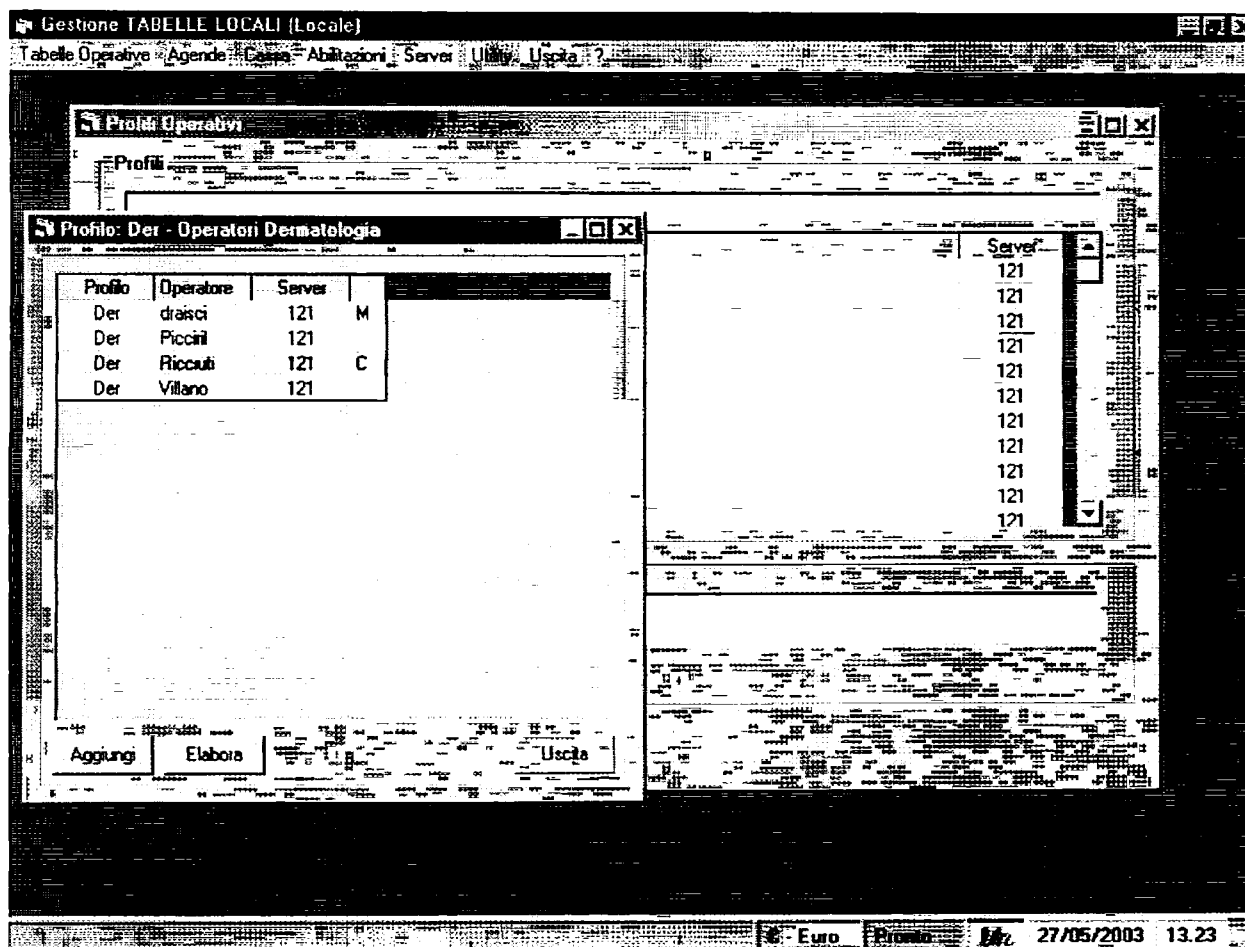 Gestione TABELLE LOCALI (Locale)
Tabelle Operative Agende Cassa Abilitazioni Server Utility Uscita ?
Profili Operativi
Profili
Profilo: Der - Operatori Dermatologia
Server
Profilo Operatore Server
Der draisci 121 M
Der Picciril 121
Der Ricciuti 121 C
Der Villano 121
121
121
121
121
121
121
121
121
121
121
121
Aggiungi Elabora Uscita
€ - Euro Pronto 27/05/2003 13.23